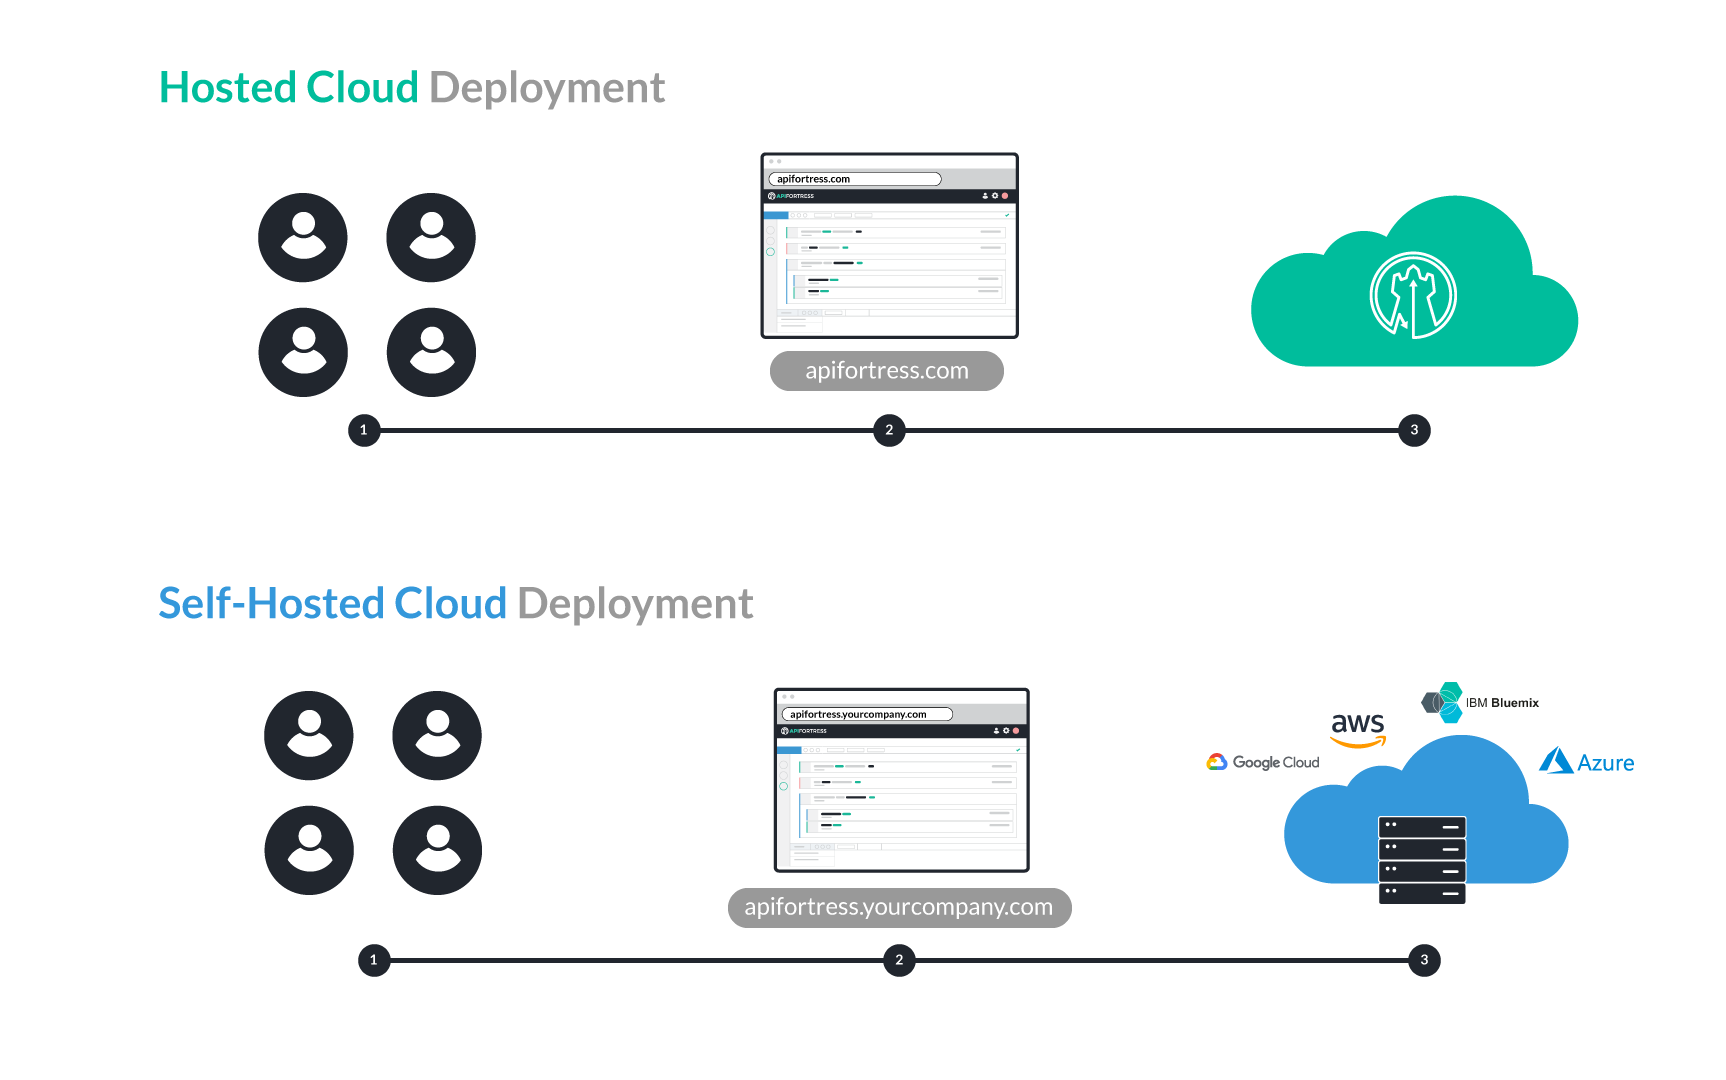 Hosted Cloud Deployment
apifortress.com
APIFORTRESS
apifortress.com
1
2
3
Self-Hosted Cloud Deployment
IBM Bluemix
aws
Google Cloud
Azure
apifortress.yourcompany.com
APIFORTRESS
apifortress.yourcompany.com
1
2
3